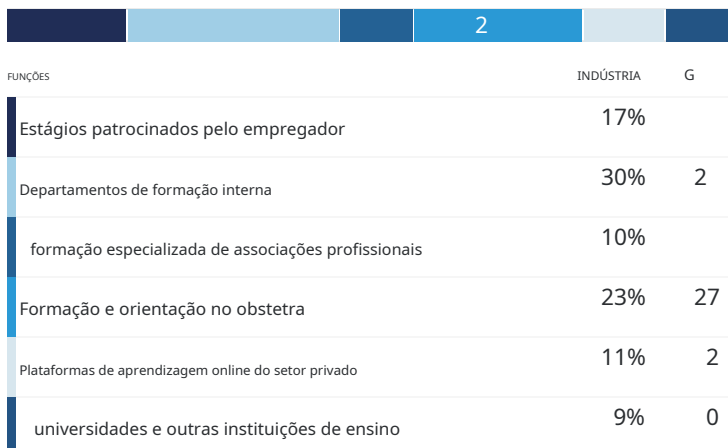 2
FUNÇÕES INDÚSTRIA G
Estágios patrocinados pelo empregador 17%
Departamentos de formação interna 30% 2
formação especializada de associações profissionais 10%
Formação e orientação no obstetra 23% 27
Plataformas de aprendizagem online do setor privado 11% 2
universidades e outras instituições de ensino 9% 0